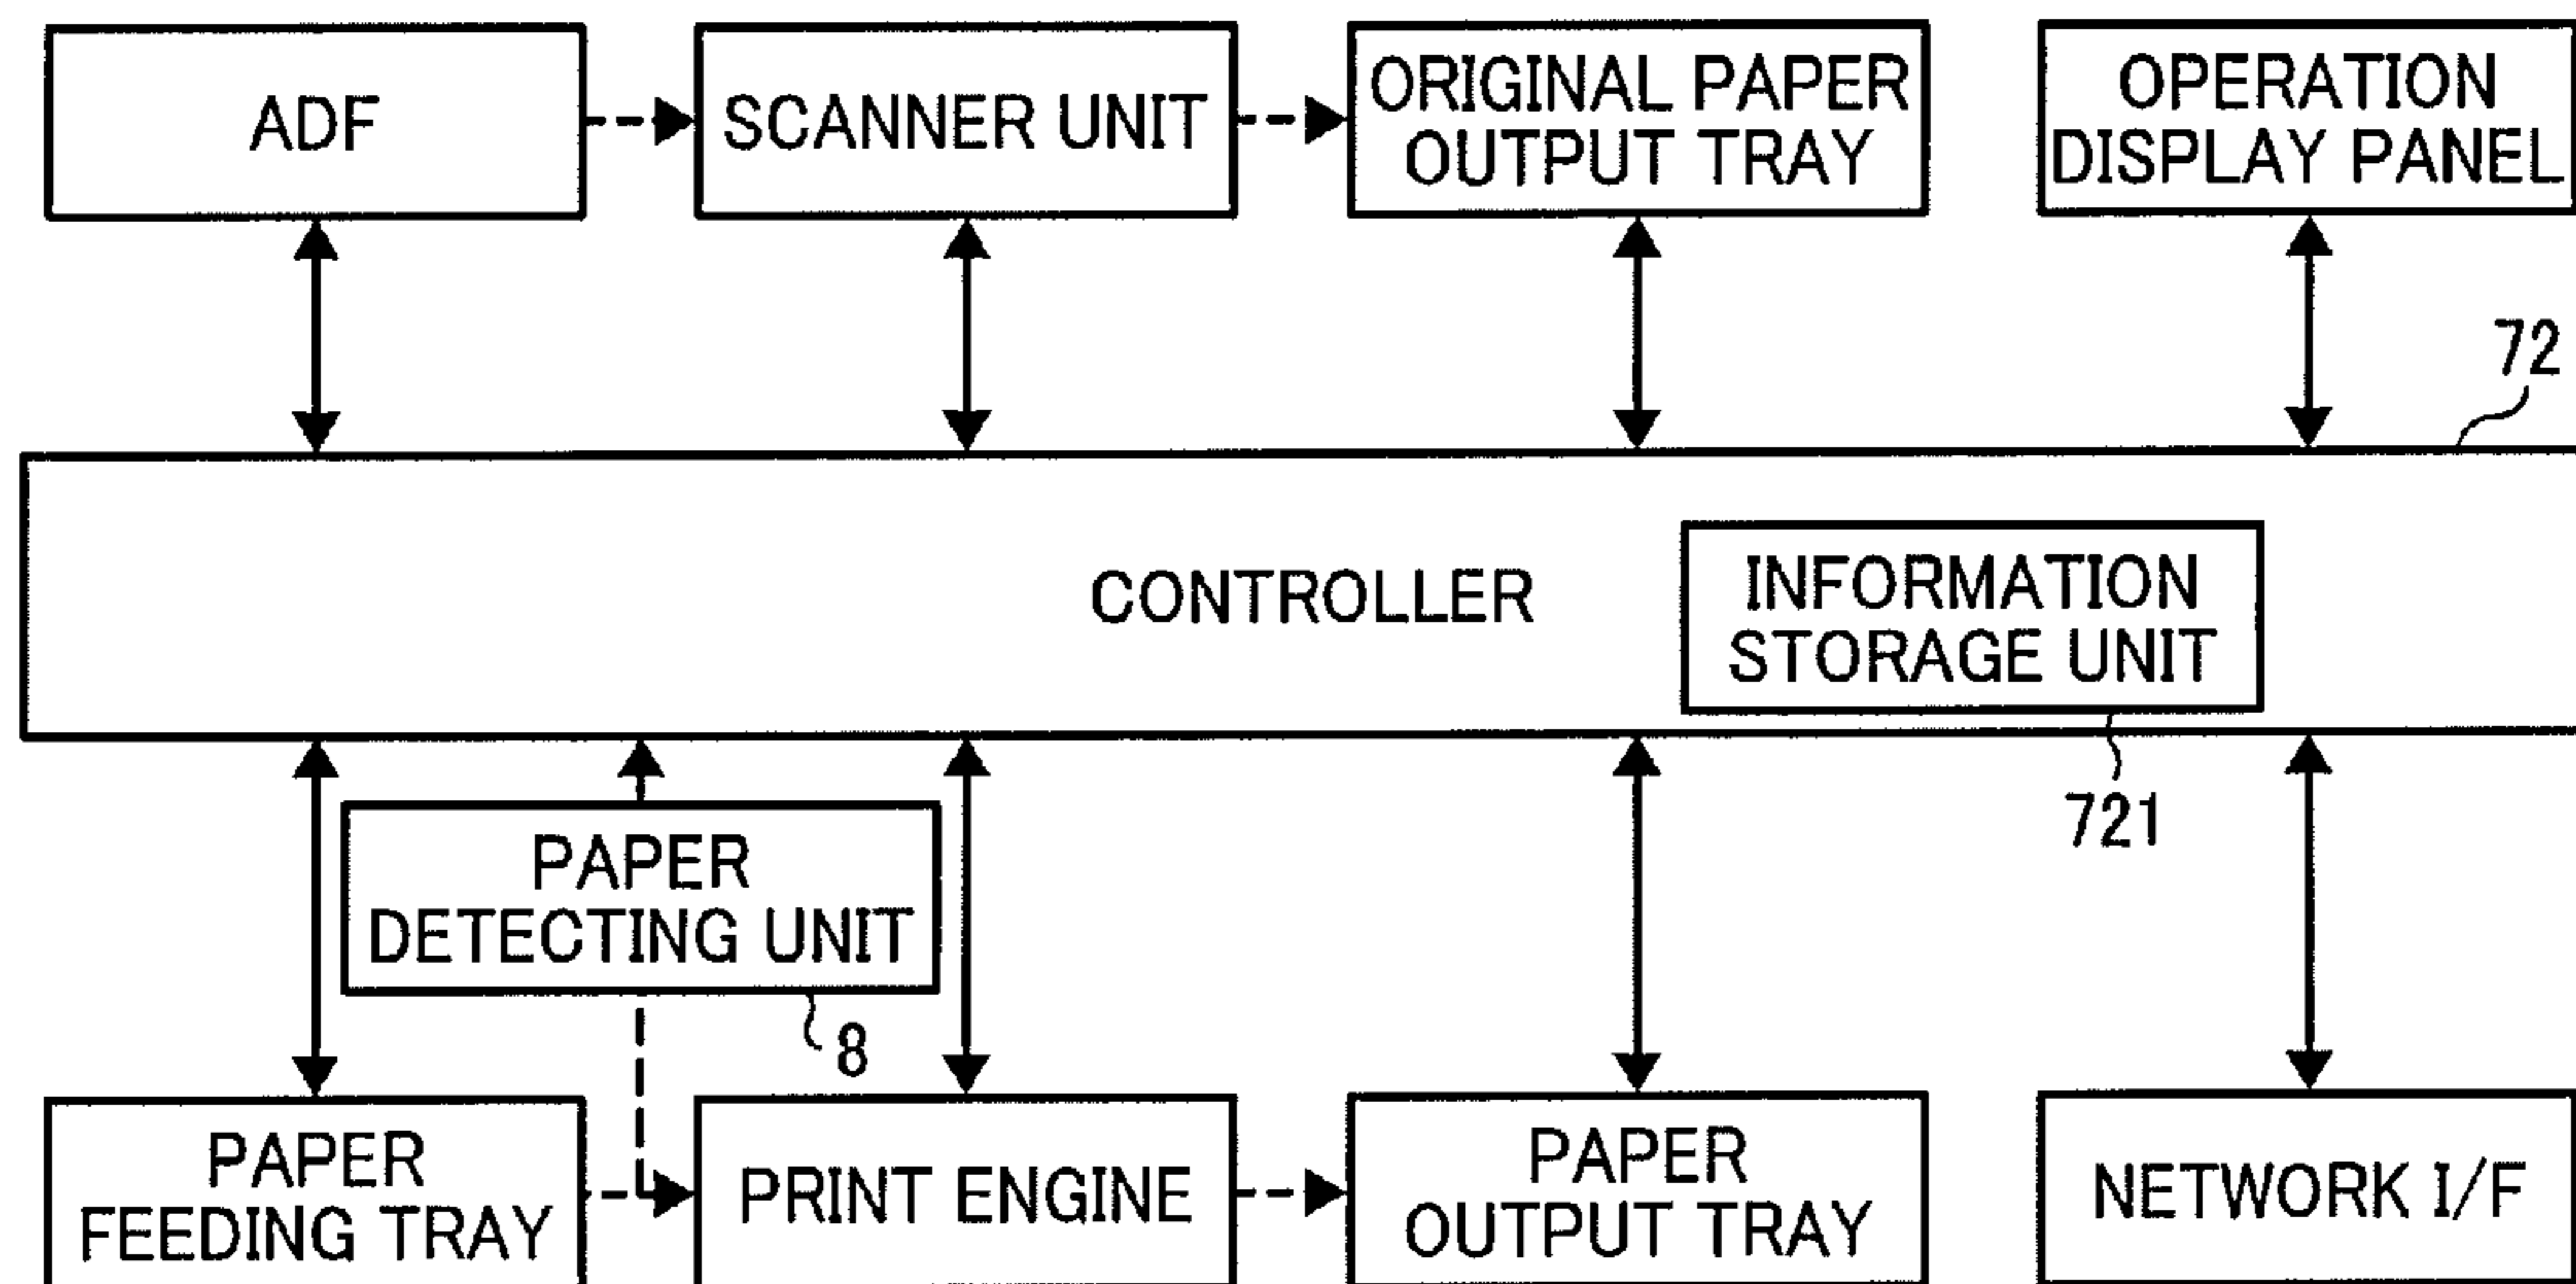 ADF
SCANNER UNIT
ORIGINAL PAPER
OUTPUT TRAY
OPERATION
DISPLAY PANEL
72
CONTROLLER
INFORMATION
STORAGE UNIT
721
PAPER
DETECTING UNIT
8
PAPER
FEEDING TRAY
PRINT ENGINE
PAPER
OUTPUT TRAY
NETWORK I/F